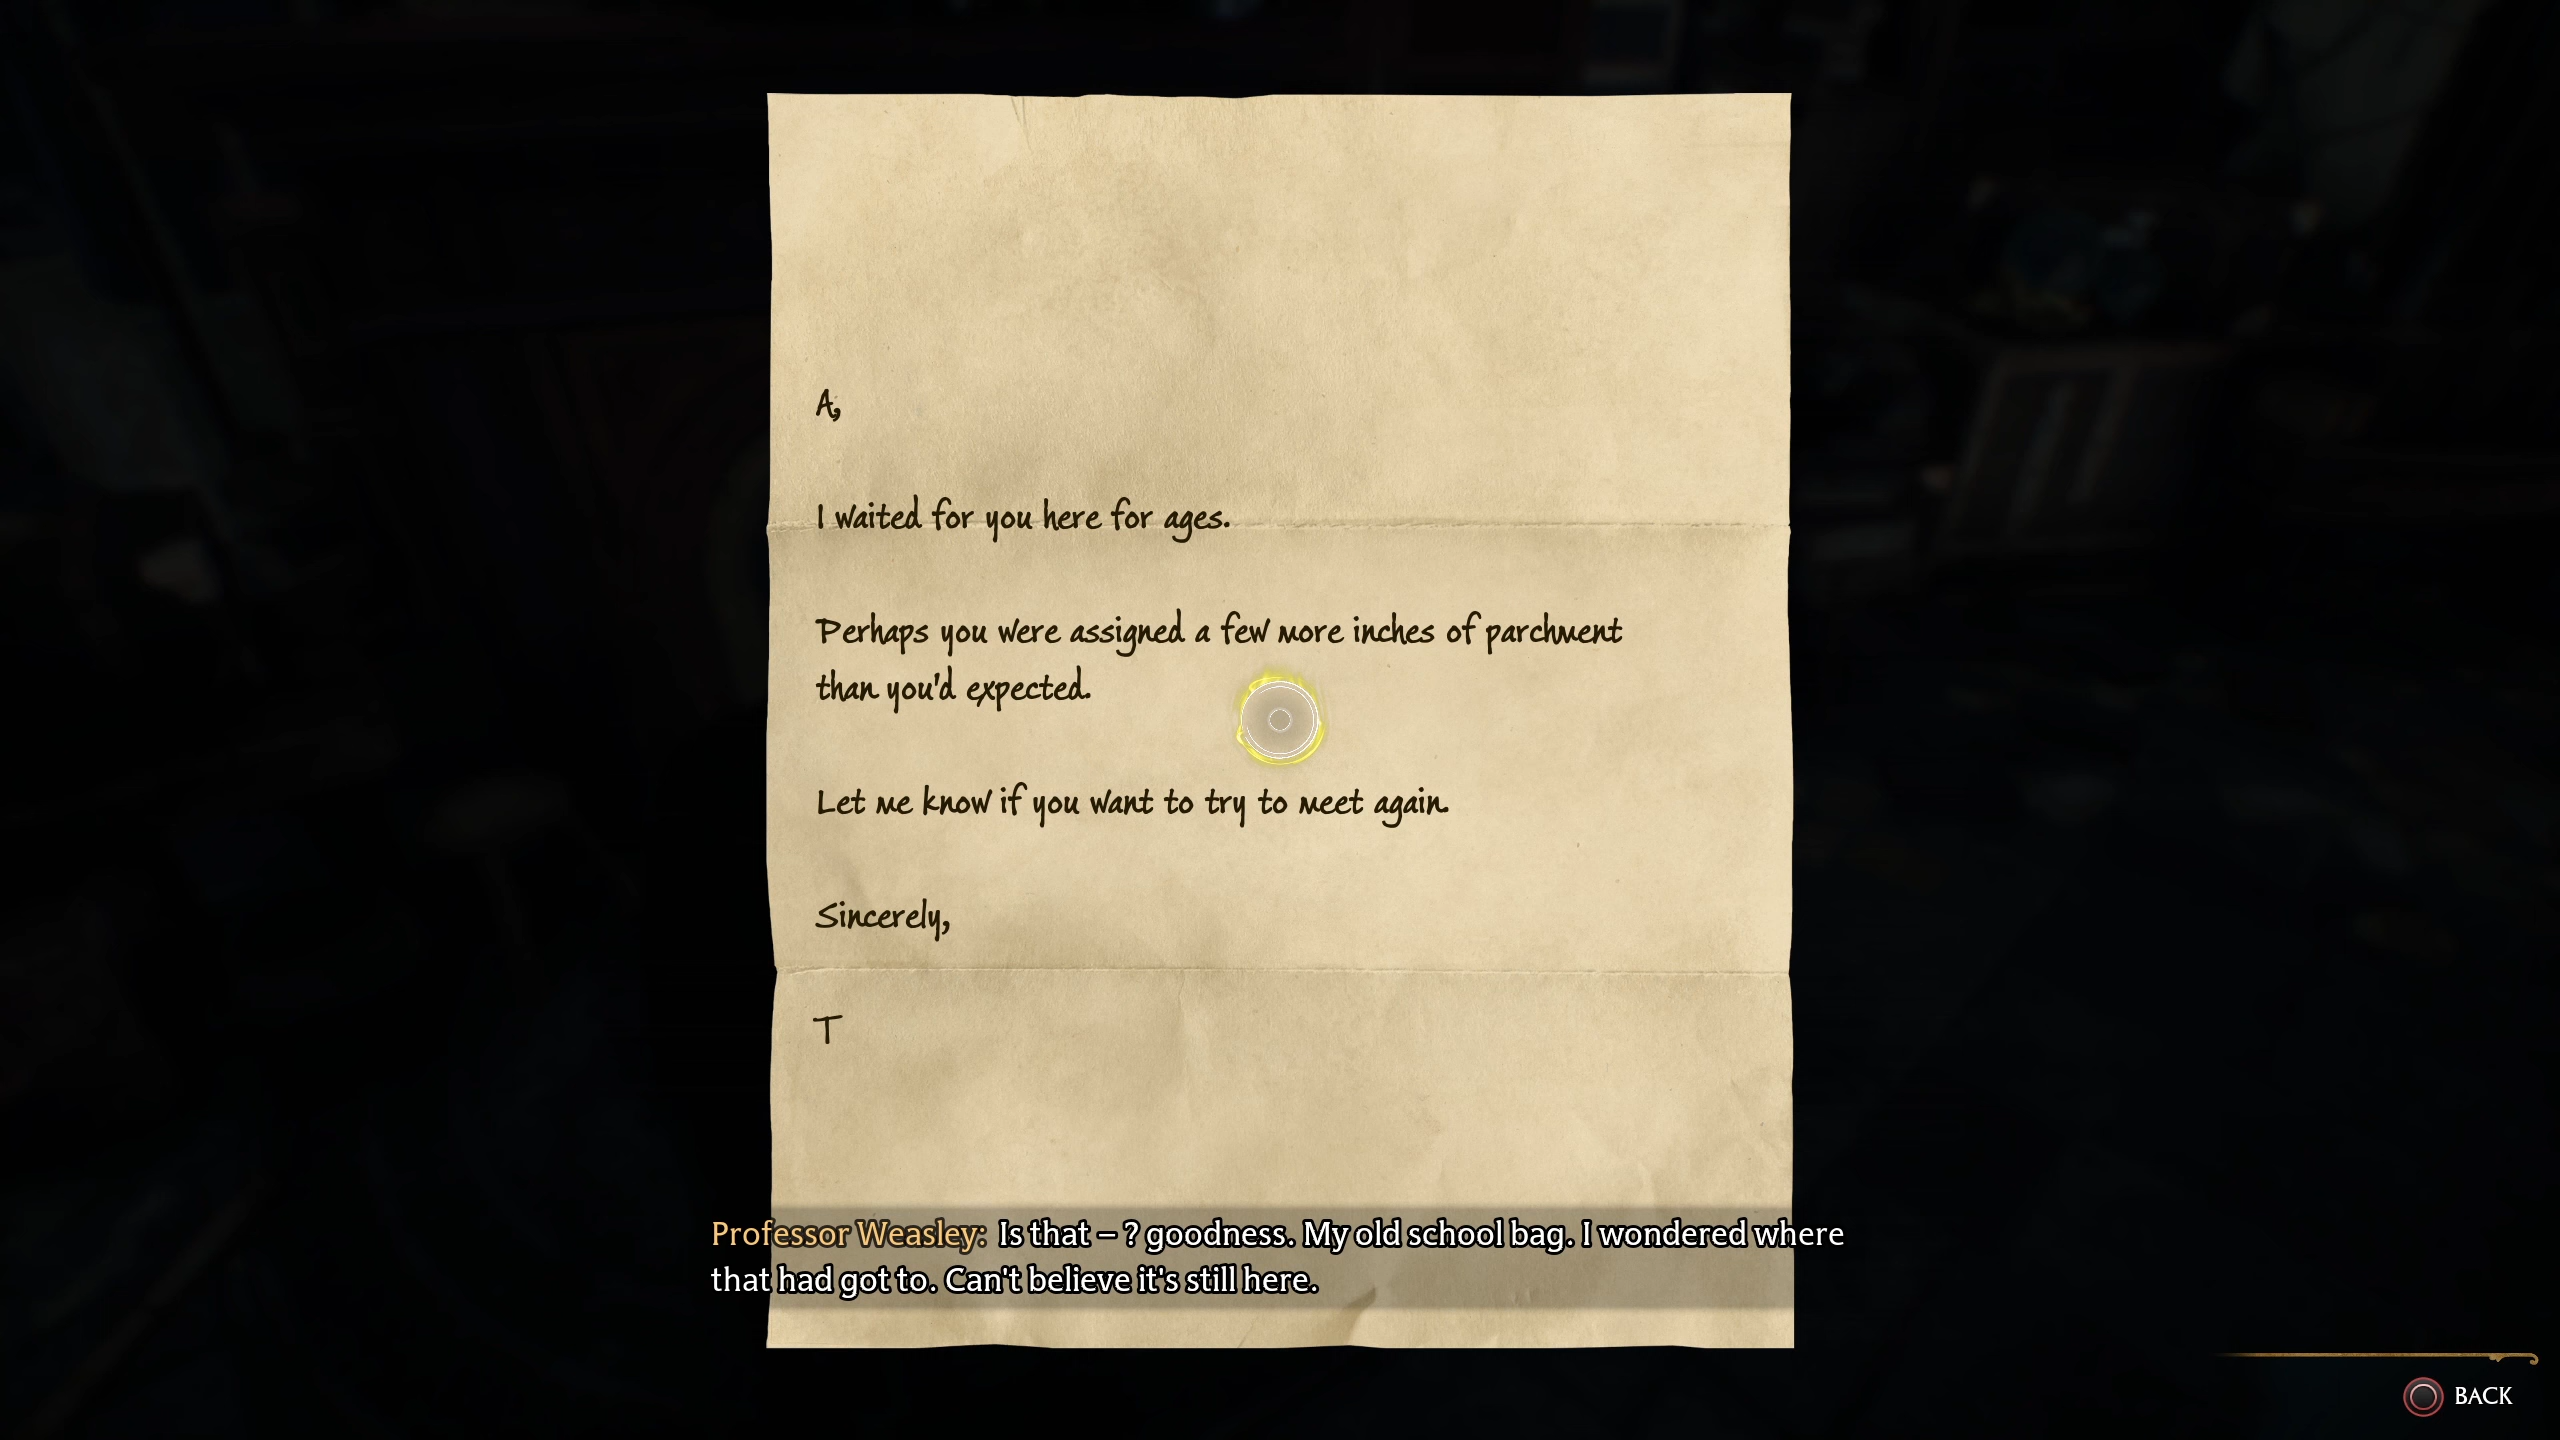 A,
I waited for you here for ages.
Perhaps you were assigned a few more inches of parchment
than you'd expected.
Let me know if you want to try to meet again.
Sincerely,
T
Professor Weasley: Is that – ? goodness. My old school bag. I wondered where
that had got to. Can't believe it's still here.
BACK